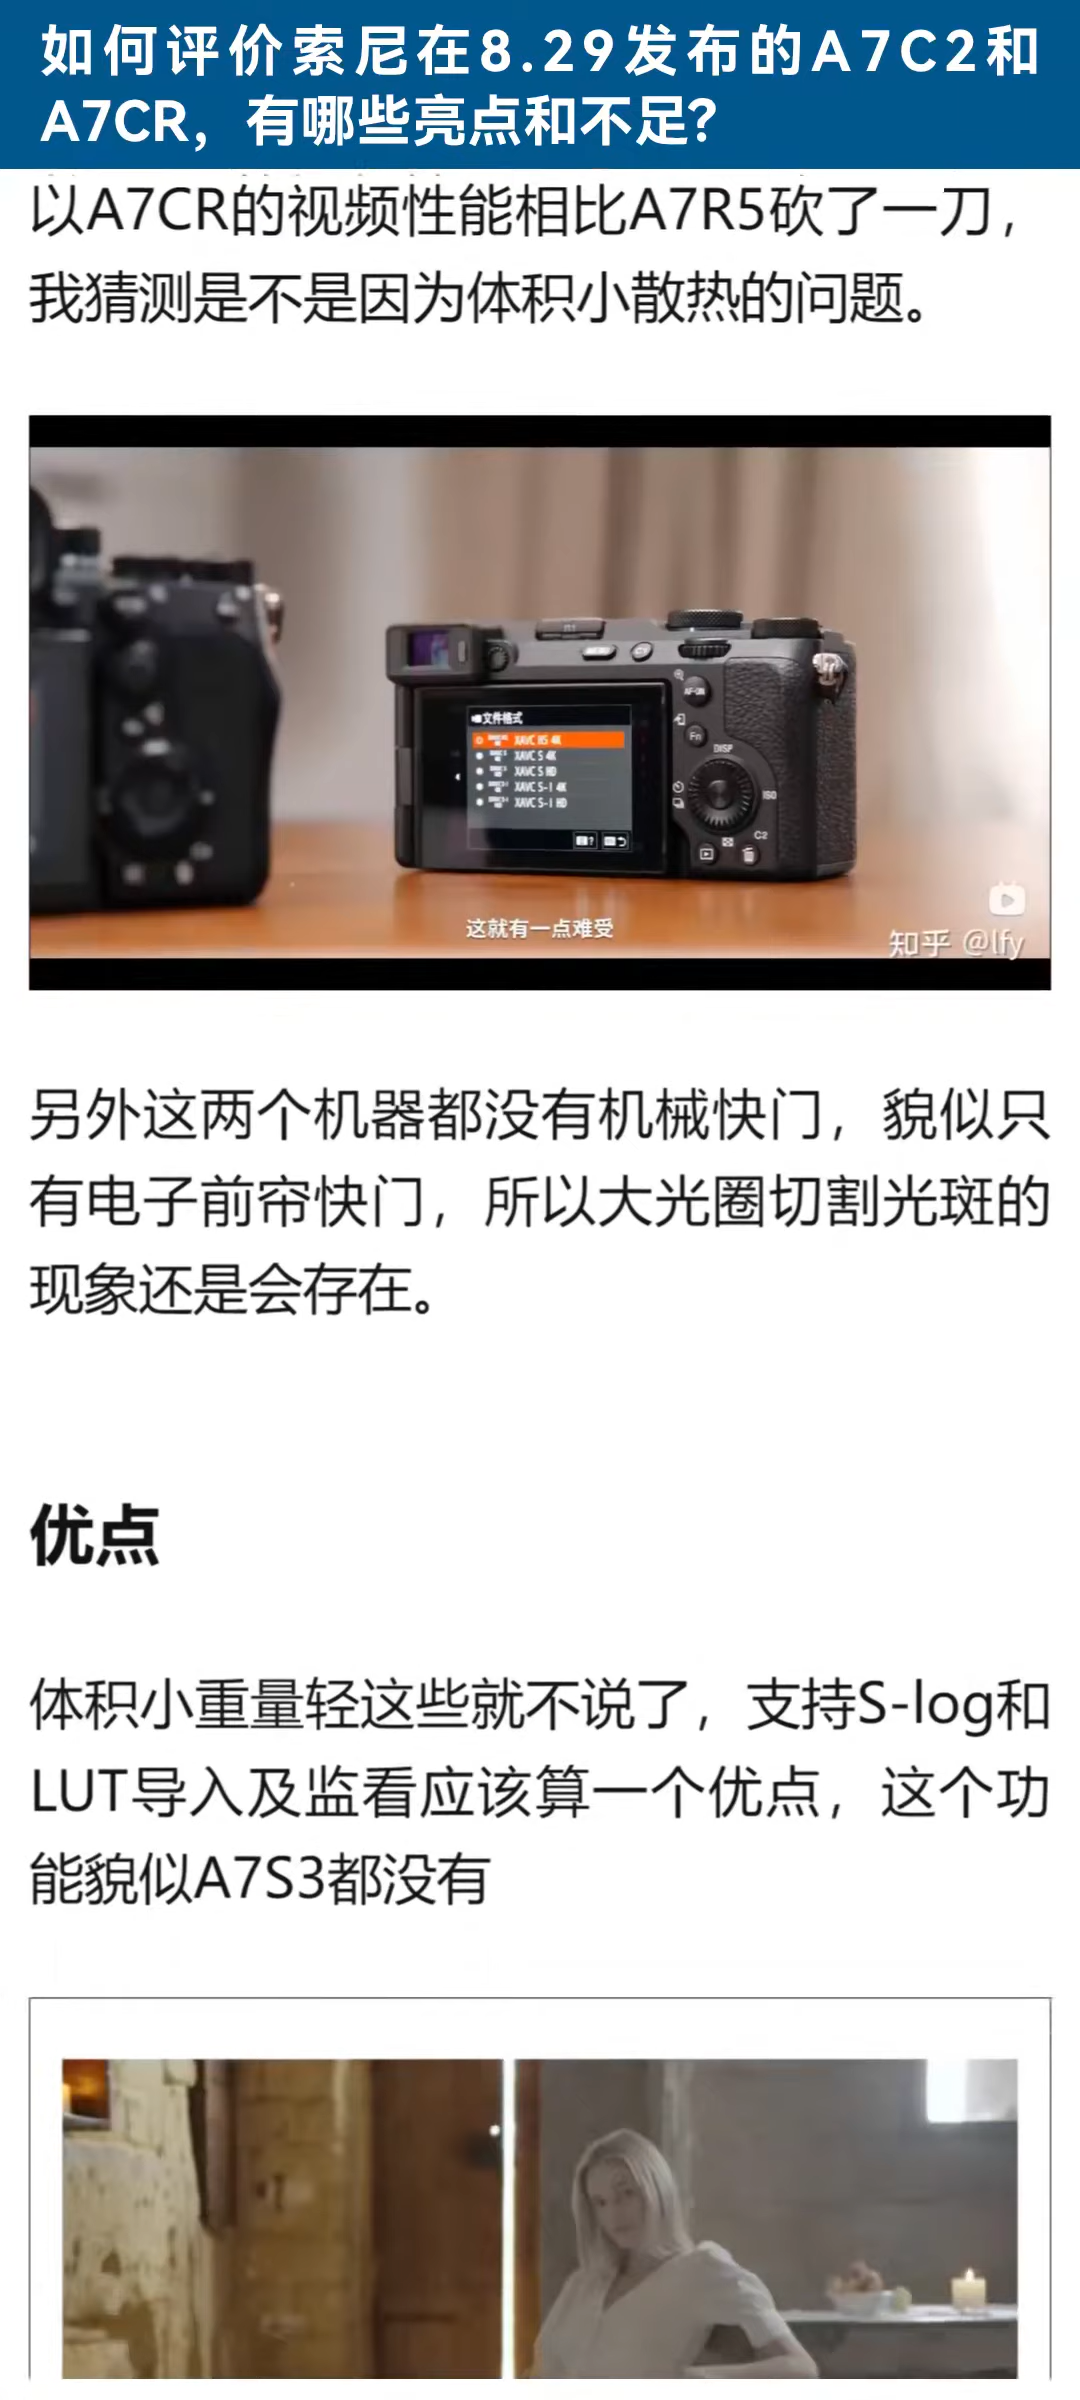 如何评价索尼在8.29发布的A7C2和
A7CR，有哪些亮点和不足？
以A7CR的视频性能相比A7R5砍了一刀，
我猜测是不是因为体积小散热的问题。
MENU
C1
AF-ON
文件格式
XAVC HS 4K
XAVC S 4K
XAVC S HD
XAVC S-I 4K
XAVC S-I HD
Fn
DISP
ISO
C2
这就有一点难受
知乎 @lfy
另外这两个机器都没有机械快门，貌似只
有电子前帘快门，所以大光圈切割光斑的
现象还是会存在。
优点
体积小重量轻这些就不说了，支持S-log和
LUT导入及监看应该算一个优点，这个功
能貌似A7S3都没有